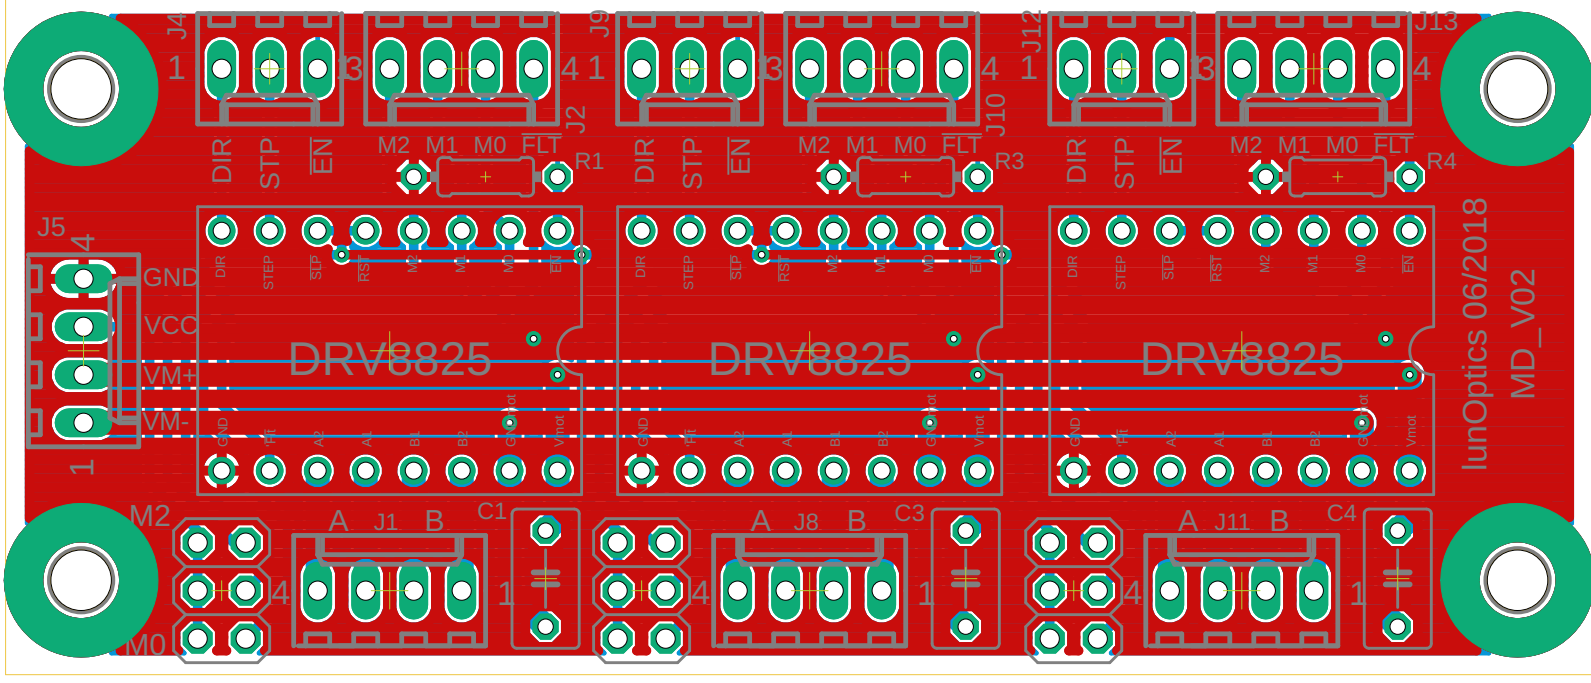 J4
1
3
4
J2
J9
1
3
4
J10
J12
1
3
J13
4
DIR
STP
EN
M2 M1 M0 FLT
R1
DIR
STP
EN
M2 M1 M0 FLT
R3
DIR
STP
EN
M2 M1 M0 FLT
R4
J5
4
GND
VCC
VM+
VM-
1
DIR STEP SLP RST M2 M1 M0 EN
DRV8825
GND Flt A2 A1 B1 B2 GND Vmot
DIR STEP SLP RST M2 M1 M0 EN
DRV8825
GND Flt A2 A1 B1 B2 GND Vmot
DIR STEP SLP RST M2 M1 M0 EN
DRV8825
GND Flt A2 A1 B1 B2 GND Vmot
lunOptics 06/2018
MD_V02
M2
M0
A J1 B
4
1
C1
A J8 B
4
1
C3
A J11 B
4
1
C4